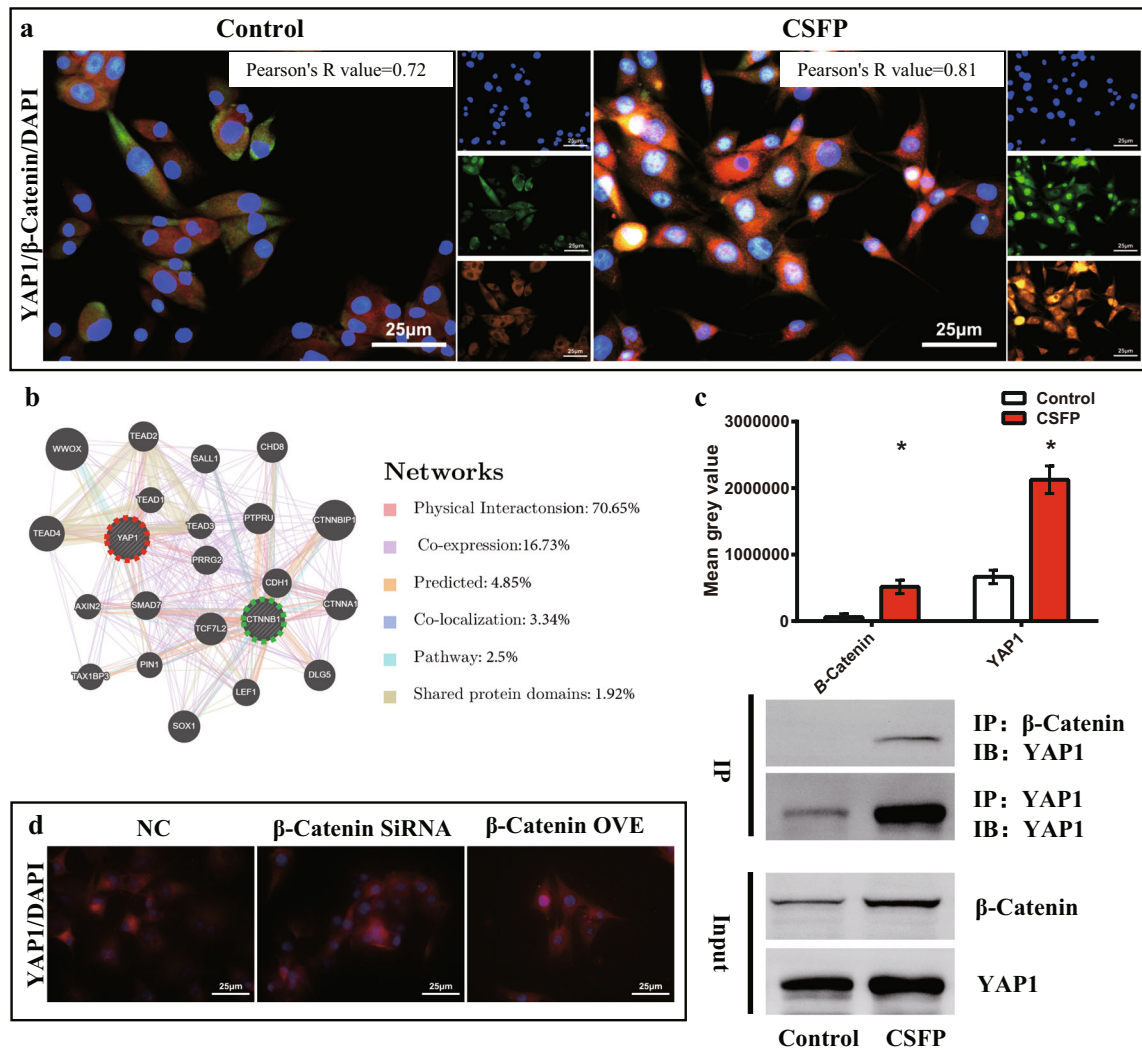 a
Control
CSFP
YAP1/β-Catenin/DAPI
Pearson's R value=0.72
Pearson's R value=0.81
25μm
25μm
25μm
25μm
25μm
25μm
25μm
25μm
b
WWOX
TEAD2
SALL1
CHD8
TEAD1
TEAD4
YAP1
TEAD3
PTPRU
CTNNBIP1
PRRG2
CDH1
AXIN2
SMAD7
TCF7L2
CTNNB1
CTNNA1
TAX1BP3
PIN1
LEF1
DLG5
SOX1
Networks
Physical Interactonsion: 70.65%
Co-expression:16.73%
Predicted: 4.85%
Co-localization: 3.34%
Pathway: 2.5%
Shared protein domains: 1.92%
c
Control
CSFP
Mean grey value
3000000
2000000
1000000
0
*
*
B-Catenin
YAP1
IP
IP: β-Catenin
IB: YAP1
IP: YAP1
IB: YAP1
Input
β-Catenin
YAP1
Control
CSFP
d
NC
β-Catenin SiRNA
β-Catenin OVE
YAP1/DAPI
25μm
25μm
25μm